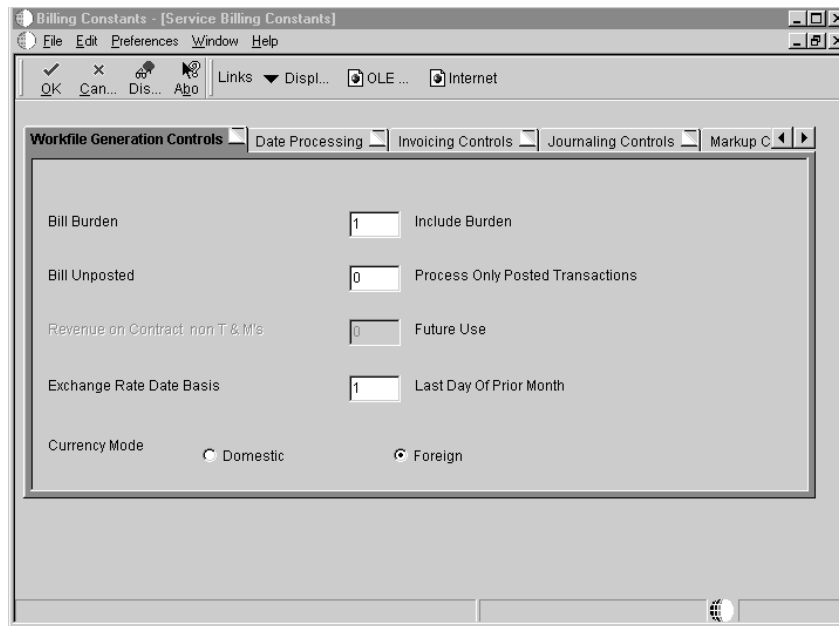 Billing Constants - [Service Billing Constants]
File Edit Preferences Window Help
OK Can... Dis... Abo Links Displ... OLE ... Internet
Workfile Generation Controls Date Processing Invoicing Controls Journaling Controls Markup C
Bill Burden 1 Include Burden
Bill Unposted 0 Process Only Posted Transactions
Revenue on Contract non T & M's 0 Future Use
Exchange Rate Date Basis 1 Last Day Of Prior Month
Currency Mode Domestic Foreign